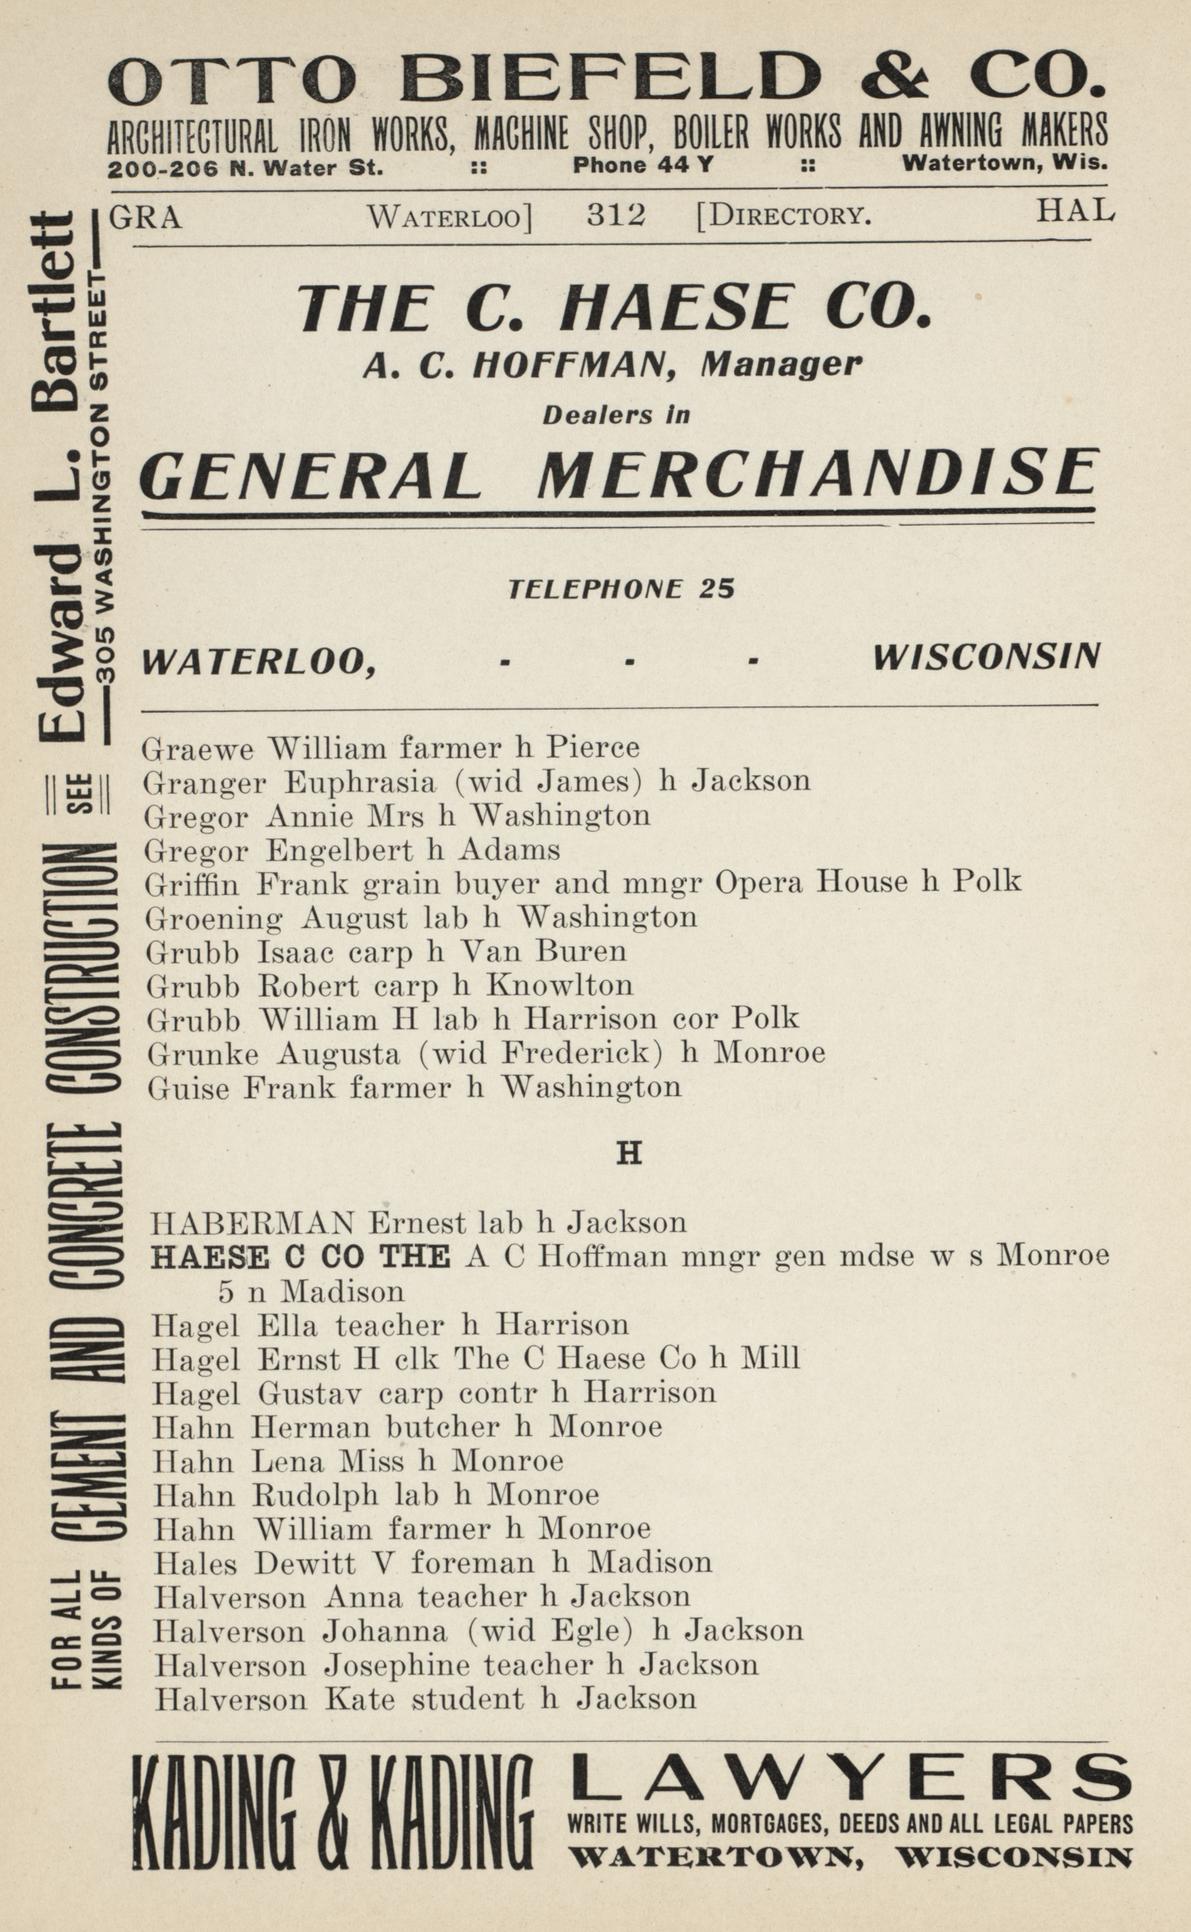 OTTO BIEFELD & CO.
ARCHITECTURAL IRON WORKS, MACHINE SHOP, BOILER WORKS AND AWNING MAKERS
200-206 N. Water St. :: Phone 44 Y :: Watertown, Wis.
GRA WATERLOO] 312 [DIRECTORY. HAL
THE C. HAESE CO.
A. C. HOFFMAN, Manager
Dealers in
GENERAL MERCHANDISE
TELEPHONE 25
WATERLOO, - - - WISCONSIN
Graewe William farmer h Pierce
Granger Euphrasia (wid James) h Jackson
Gregor Annie Mrs h Washington
Gregor Engelbert h Adams
Griffin Frank grain buyer and mngr Opera House h Polk
Groening August lab h Washington
Grubb Isaac carp h Van Buren
Grubb Robert carp h Knowlton
Grubb William H lab h Harrison cor Polk
Grunke Augusta (wid Frederick) h Monroe
Guise Frank farmer h Washington
H
HABERMAN Ernest lab h Jackson
HAESE C CO THE A C Hoffman mngr gen mdse w s Monroe
5 n Madison
Hagel Ella teacher h Harrison
Hagel Ernst H clk The C Haese Co h Mill
Hagel Gustav carp contr h Harrison
Hahn Herman butcher h Monroe
Hahn Lena Miss h Monroe
Hahn Rudolph lab h Monroe
Hahn William farmer h Monroe
Hales Dewitt V foreman h Madison
Halverson Anna teacher h Jackson
Halverson Johanna (wid Egle) h Jackson
Halverson Josephine teacher h Jackson
Halverson Kate student h Jackson
FOR ALL
KINDS OF
CEMENT AND CONCRETE CONSTRUCTION
SEE
Edward L. Bartlett
305 WASHINGTON STREET
KADING & KADING
LAWYERS
WRITE WILLS, MORTGAGES, DEEDS AND ALL LEGAL PAPERS
WATERTOWN, WISCONSIN